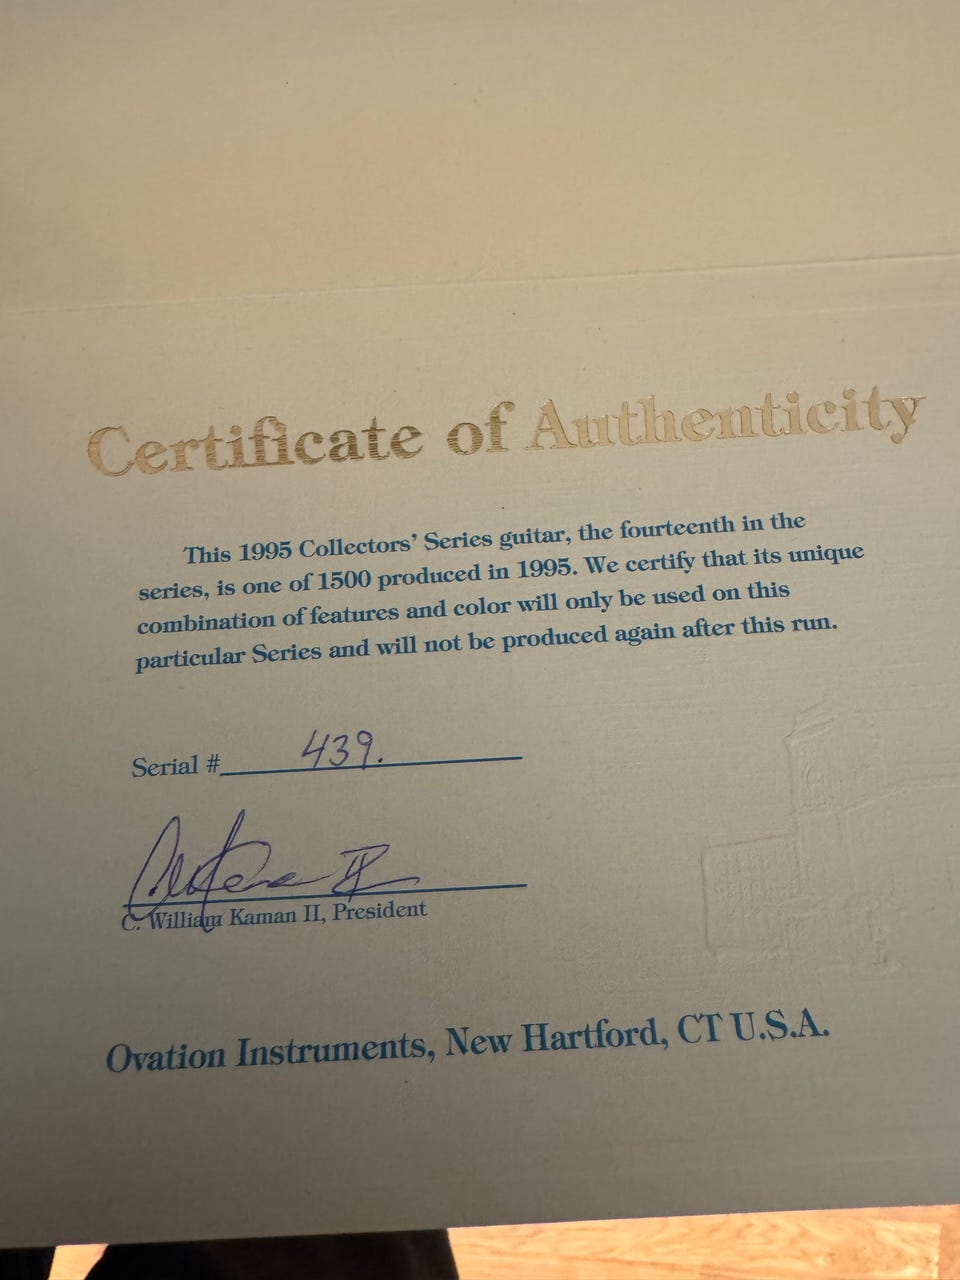 Certificate of Authenticity
This 1995 Collectors' Series guitar, the fourteenth in the
series, is one of 1500 produced in 1995. We certify that its unique
combination of features and color will only be used on this
particular Series and will not be produced again after this run.
Serial # 439.
C. William Kaman II, President
Ovation Instruments, New Hartford, CT U.S.A.